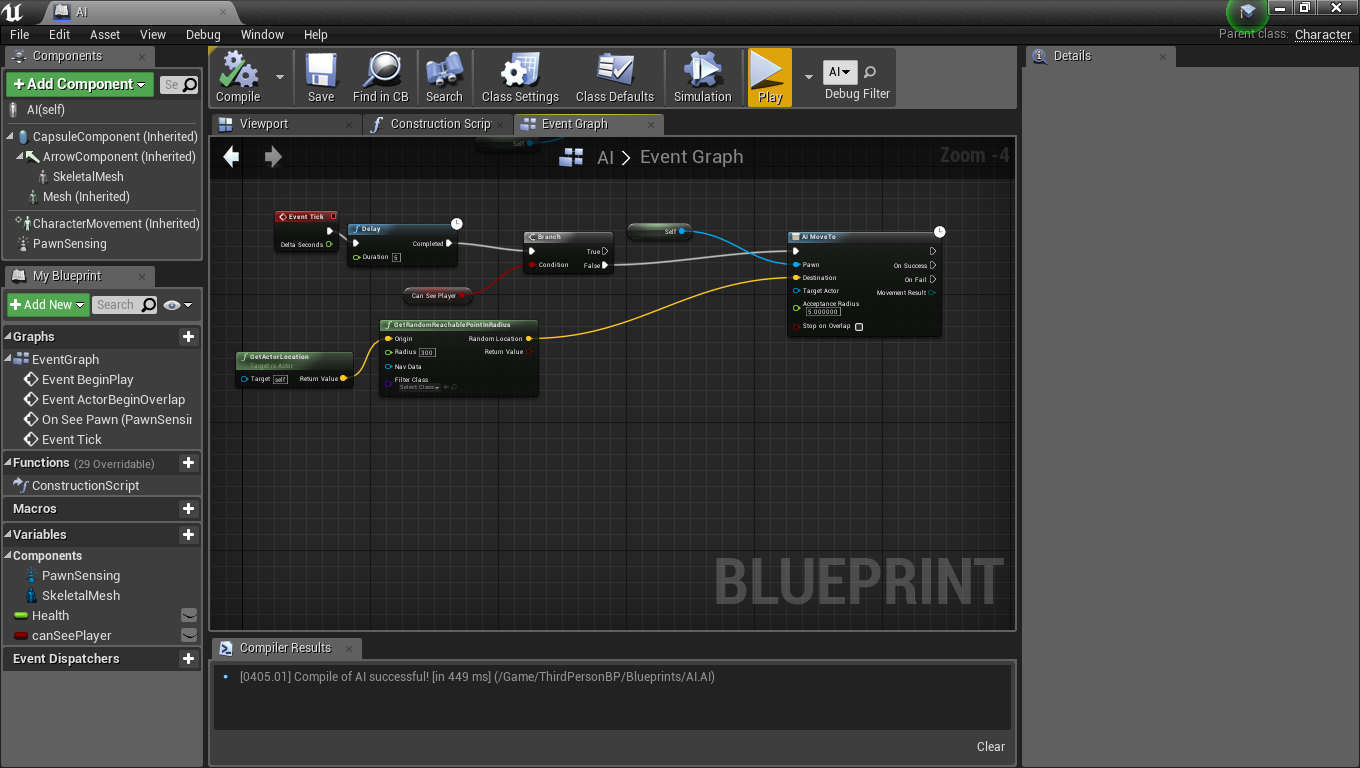 AI
File Edit Asset View Debug Window Help
Parent class: Character
Components
+ Add Component
Se
AI(self)
CapsuleComponent (Inherited)
ArrowComponent (Inherited)
SkeletalMesh
Mesh (Inherited)
CharacterMovement (Inherited)
PawnSensing
My Blueprint
+ Add New
Search
Graphs
EventGraph
Event BeginPlay
Event ActorBeginOverlap
On See Pawn (PawnSensin
Event Tick
Functions (29 Overridable)
ConstructionScript
Macros
Variables
Components
PawnSensing
SkeletalMesh
Health
canSeePlayer
Event Dispatchers
Compile
Save
Find in CB
Search
Class Settings
Class Defaults
Simulation
Play
AI
Debug Filter
Viewport
Construction Scrip
Event Graph
Self
AI > Event Graph
Zoom -4
Event Tick
Delta Seconds
Delay
Completed
Duration 5
Branch
True
Condition False
Can See Player
Self
AI MoveTo
Pawn On Success
Destination On Fail
Target Actor Movement Result
Acceptance Radius
5.000000
Stop on Overlap
GetRandomReachablePointInRadius
Origin Random Location
Radius 300 Return Value
Nav Data
Filter Class
Select Class
GetActorLocation
Target is Actor
Target self Return Value
BLUEPRINT
Compiler Results
[0405.01] Compile of AI successful! [in 449 ms] (/Game/ThirdPersonBP/Blueprints/AI.AI)
Clear
Details